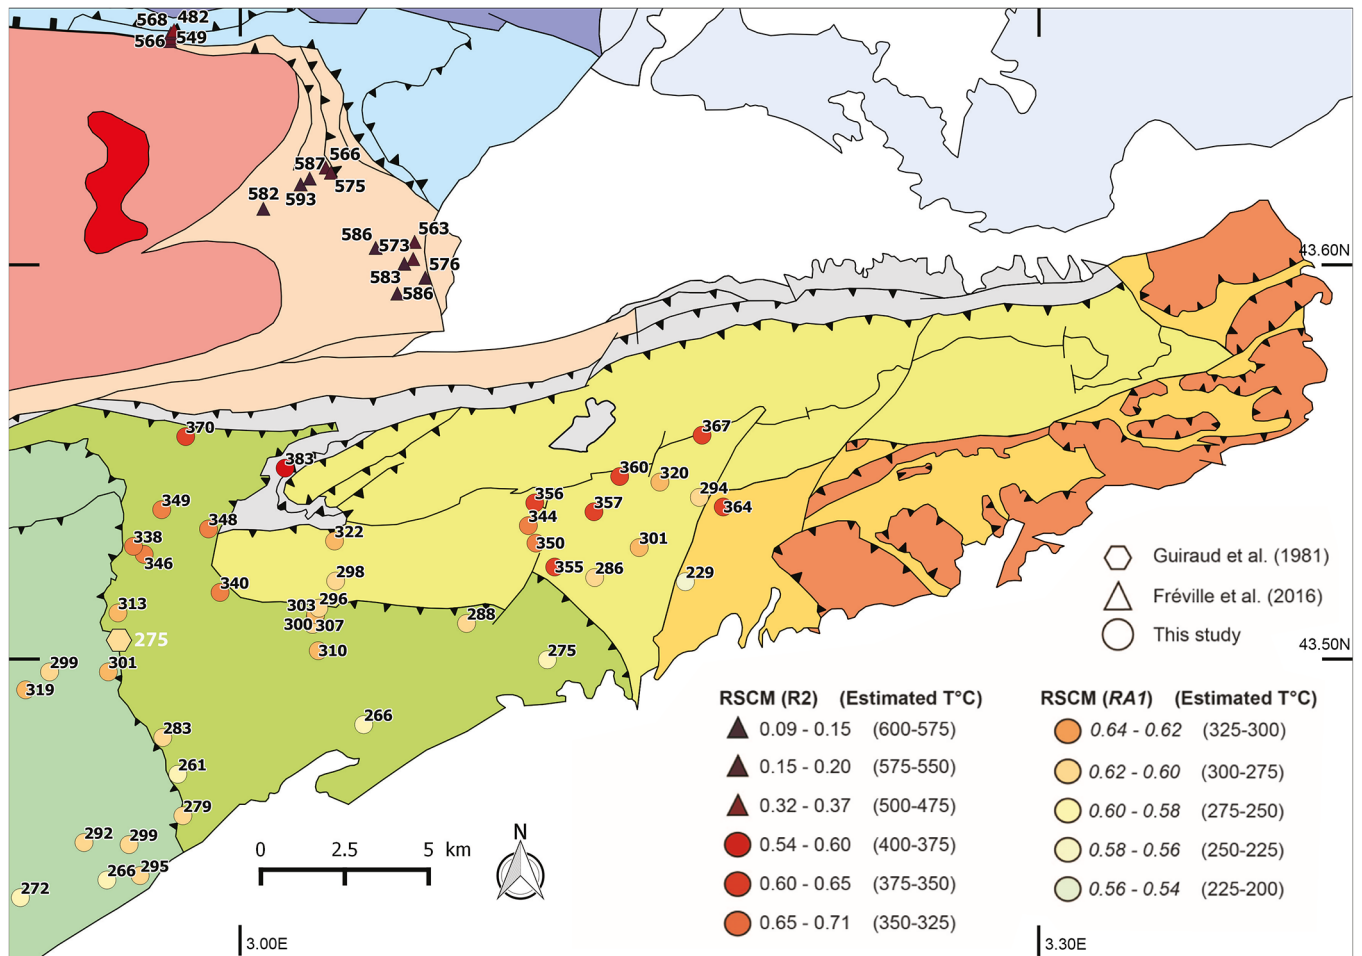 568 482
566 549
587 566
593 575
582
586 573 563
583 576
586
43.60N
370
383
367
360 320
294
349
356
357 364
348
344
322
338
350 301
346
355 286 229
298
340
303 296
313
300 307
288
275
310
275
299 301
319
266
283
261
279
292 299
266 295
272
43.50N
Guiraud et al. (1981)
Fréville et al. (2016)
This study
RSCM (R2) (Estimated T°C)
0.09 - 0.15 (600-575)
0.15 - 0.20 (575-550)
0.32 - 0.37 (500-475)
0.54 - 0.60 (400-375)
0.60 - 0.65 (375-350)
0.65 - 0.71 (350-325)
RSCM (RA1) (Estimated T°C)
0.64 - 0.62 (325-300)
0.62 - 0.60 (300-275)
0.60 - 0.58 (275-250)
0.58 - 0.56 (250-225)
0.56 - 0.54 (225-200)
0 2.5 5 km
N
3.00E
3.30E